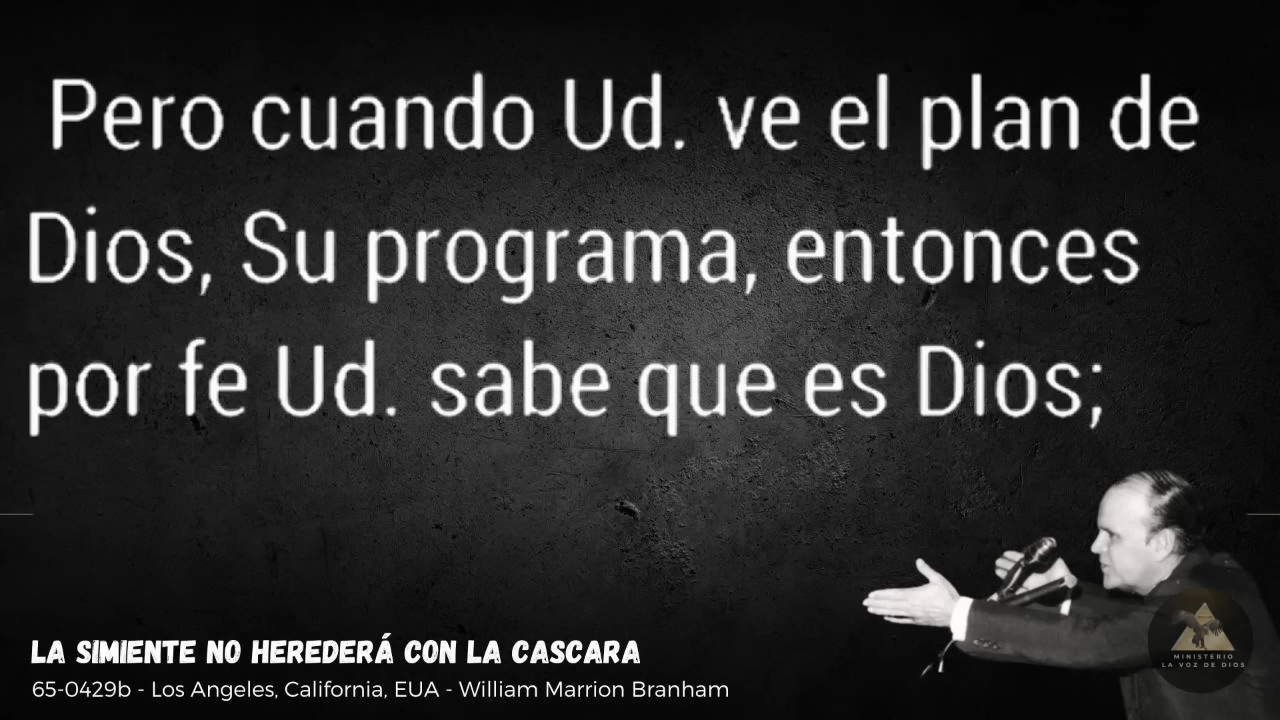 Pero cuando Ud. ve el plan de
Dios, Su programa, entonces
por fe Ud. sabe que es Dios;
LA SIMIENTE NO HEREDERÁ CON LA CASCARA
65-0429b - Los Angeles, California, EUA - William Marrion Branham
MINISTERIO
LA VOZ DE DIOS